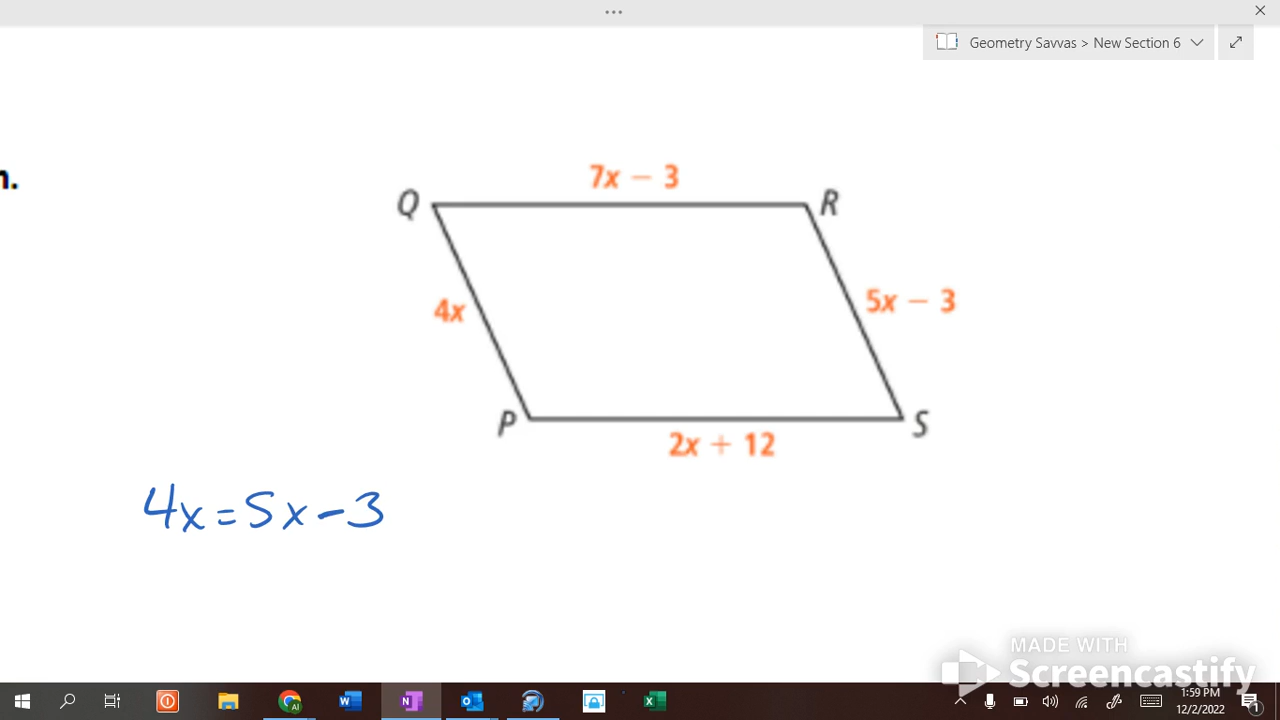 ...
Geometry Savvas > New Section 6
n.
7x − 3
Q
R
4x
5x − 3
P
S
2x + 12
4x = 5x - 3
MADE WITH
Screencastify
1:59 PM
12/2/2022